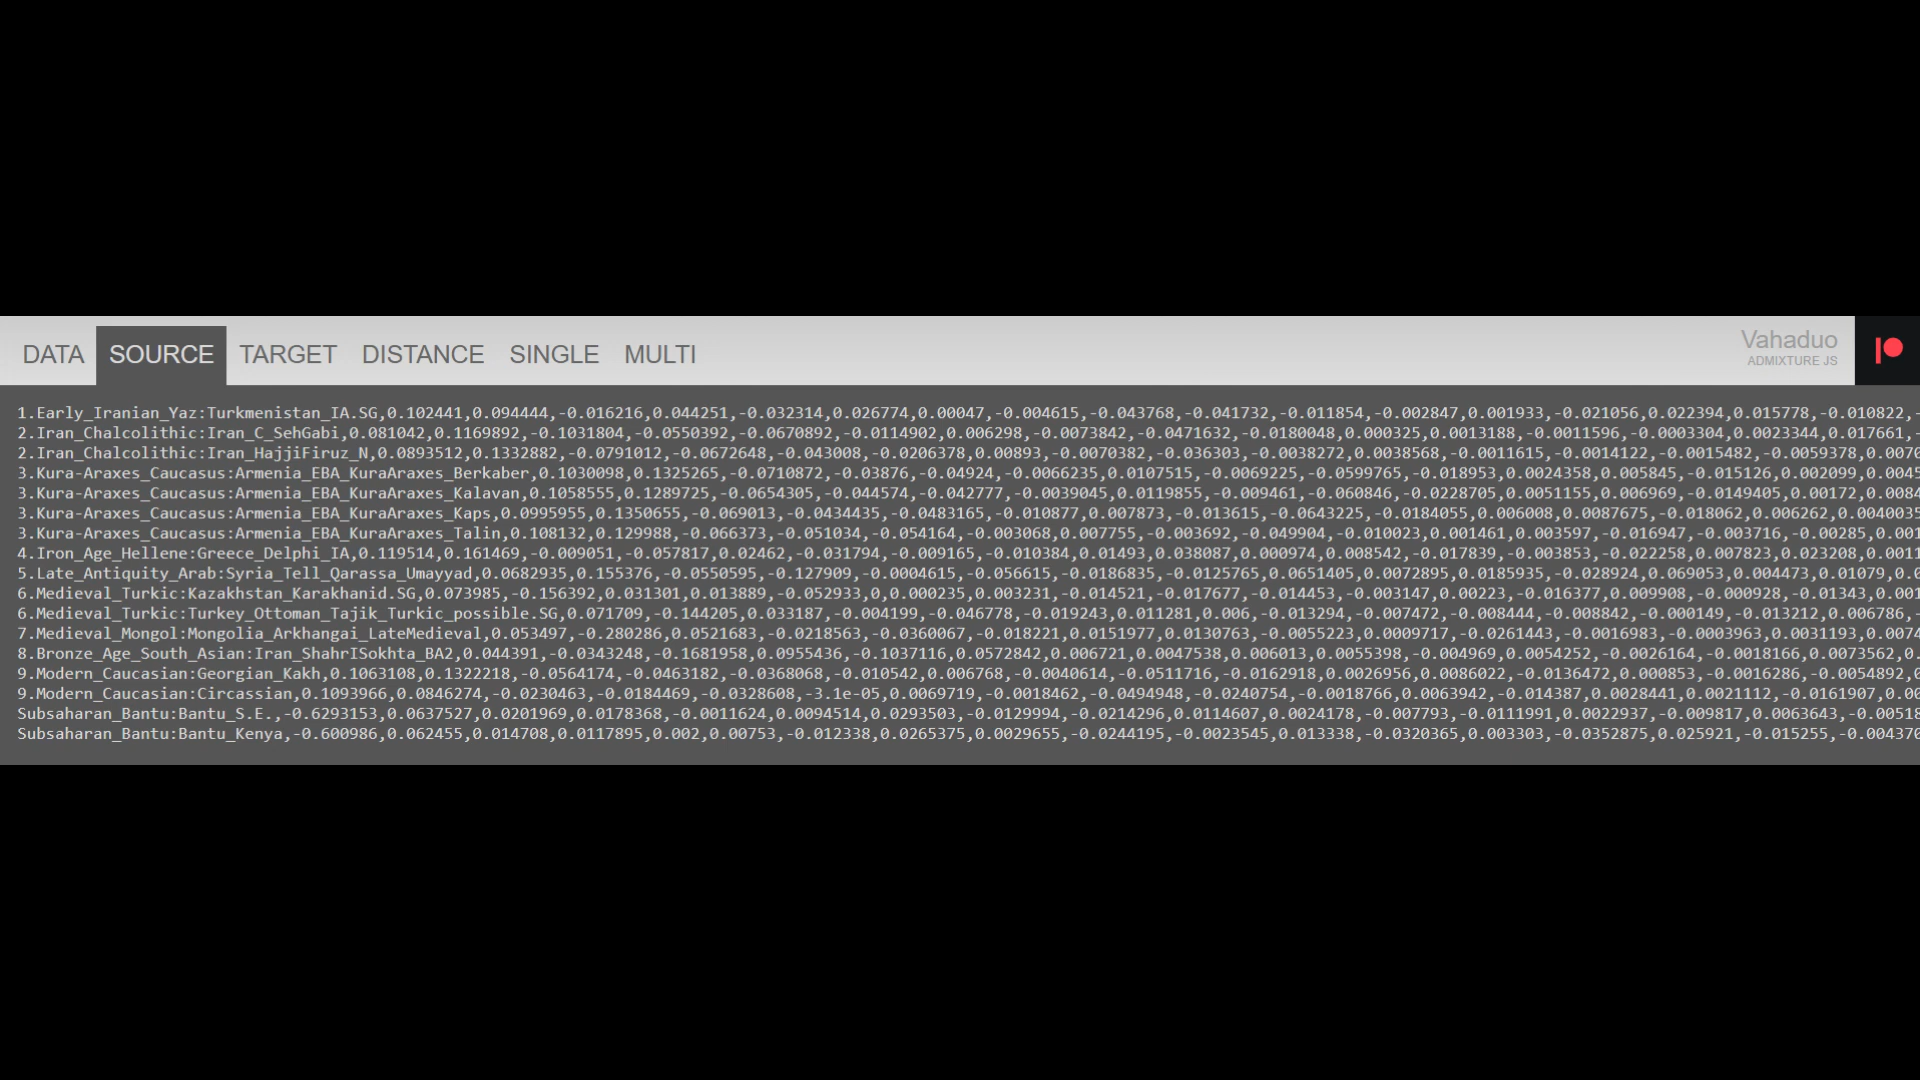 DATA SOURCE TARGET DISTANCE SINGLE MULTI Vahaduo
ADMIXTURE JS
1.Early_Iranian_Yaz:Turkmenistan_IA.SG,0.102441,0.094444,-0.016216,0.044251,-0.032314,0.026774,0.00047,-0.004615,-0.043768,-0.041732,-0.011854,-0.002847,0.001933,-0.021056,0.022394,0.015778,-0.010822,-
2.Iran_Chalcolithic:Iran_C_SehGabi,0.081042,0.1169892,-0.1031804,-0.0550392,-0.0670892,-0.0114902,0.006298,-0.0073842,-0.0471632,-0.0180048,0.000325,0.0013188,-0.0011596,-0.0003304,0.0023344,0.017661,-
2.Iran_Chalcolithic:Iran_HajjiFiruz_N,0.0893512,0.1332882,-0.0791012,-0.0672648,-0.043008,-0.0206378,0.00893,-0.0070382,-0.036303,-0.0038272,0.0038568,-0.0011615,-0.0014122,-0.0015482,-0.0059378,0.0070
3.Kura-Araxes_Caucasus:Armenia_EBA_KuraAraxes_Berkaber,0.1030098,0.1325265,-0.0710872,-0.03876,-0.04924,-0.0066235,0.0107515,-0.0069225,-0.0599765,-0.018953,0.0024358,0.005845,-0.015126,0.002099,0.0045
3.Kura-Araxes_Caucasus:Armenia_EBA_KuraAraxes_Kalavan,0.1058555,0.1289725,-0.0654305,-0.044574,-0.042777,-0.0039045,0.0119855,-0.009461,-0.060846,-0.0228705,0.0051155,0.006969,-0.0149405,0.00172,0.0084
3.Kura-Araxes_Caucasus:Armenia_EBA_KuraAraxes_Kaps,0.0995955,0.1350655,-0.069013,-0.0434435,-0.0483165,-0.010877,0.007873,-0.013615,-0.0643225,-0.0184055,0.006008,0.0087675,-0.018062,0.006262,0.0040035
3.Kura-Araxes_Caucasus:Armenia_EBA_KuraAraxes_Talin,0.108132,0.129988,-0.066373,-0.051034,-0.054164,-0.003068,0.007755,-0.003692,-0.049904,-0.010023,0.001461,0.003597,-0.016947,-0.003716,-0.00285,0.001
4.Iron_Age_Hellene:Greece_Delphi_IA,0.119514,0.161469,-0.009051,-0.057817,0.02462,-0.031794,-0.009165,-0.010384,0.01493,0.038087,0.000974,0.008542,-0.017839,-0.003853,-0.022258,0.007823,0.023208,0.0011
5.Late_Antiquity_Arab:Syria_Tell_Qarassa_Umayyad,0.0682935,0.155376,-0.0550595,-0.127909,-0.0004615,-0.056615,-0.0186835,-0.0125765,0.0651405,0.0072895,0.0185935,-0.028924,0.069053,0.004473,0.01079,0.0
6.Medieval_Turkic:Kazakhstan_Karakhanid.SG,0.073985,-0.156392,0.031301,0.013889,-0.052933,0,0.000235,0.003231,-0.014521,-0.017677,-0.014453,-0.003147,0.00223,-0.016377,0.009908,-0.000928,-0.01343,0.001
6.Medieval_Turkic:Turkey_Ottoman_Tajik_Turkic_possible.SG,0.071709,-0.144205,0.033187,-0.004199,-0.046778,-0.019243,0.011281,0.006,-0.013294,-0.007472,-0.008444,-0.008842,-0.000149,-0.013212,0.006786,-
7.Medieval_Mongol:Mongolia_Arkhangai_LateMedieval,0.053497,-0.280286,0.0521683,-0.0218563,-0.0360067,-0.018221,0.0151977,0.0130763,-0.0055223,0.0009717,-0.0261443,-0.0016983,-0.0003963,0.0031193,0.0074
8.Bronze_Age_South_Asian:Iran_ShahrISokhta_BA2,0.044391,-0.0343248,-0.1681958,0.0955436,-0.1037116,0.0572842,0.006721,0.0047538,0.006013,0.0055398,-0.004969,0.0054252,-0.0026164,-0.0018166,0.0073562,0.
9.Modern_Caucasian:Georgian_Kakh,0.1063108,0.1322218,-0.0564174,-0.0463182,-0.0368068,-0.010542,0.006768,-0.0040614,-0.0511716,-0.0162918,0.0026956,0.0086022,-0.0136472,0.000853,-0.0016286,-0.0054892,0
9.Modern_Caucasian:Circassian,0.1093966,0.0846274,-0.0230463,-0.0184469,-0.0328608,-3.1e-05,0.0069719,-0.0018462,-0.0494948,-0.0240754,-0.0018766,0.0063942,-0.014387,0.0028441,0.0021112,-0.0161907,0.00
Subsaharan_Bantu:Bantu_S.E.,-0.6293153,0.0637527,0.0201969,0.0178368,-0.0011624,0.0094514,0.0293503,-0.0129994,-0.0214296,0.0114607,0.0024178,-0.007793,-0.0111991,0.0022937,-0.009817,0.0063643,-0.00518
Subsaharan_Bantu:Bantu_Kenya,-0.600986,0.062455,0.014708,0.0117895,0.002,0.00753,-0.012338,0.0265375,0.0029655,-0.0244195,-0.0023545,0.013338,-0.0320365,0.003303,-0.0352875,0.025921,-0.015255,-0.004370